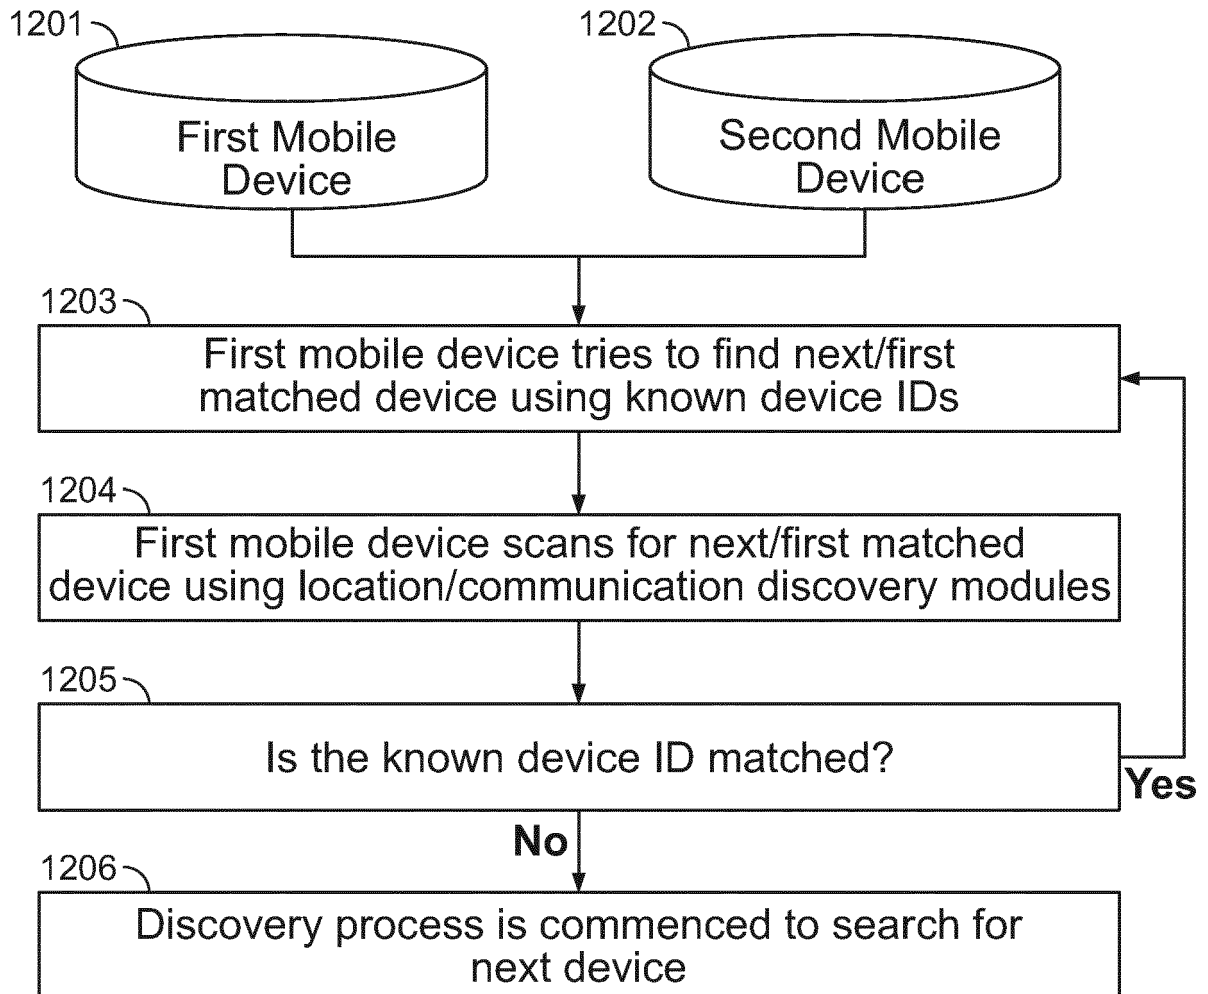 1201
1202
First Mobile
Device
Second Mobile
Device
1203
First mobile device tries to find next/first
matched device using known device IDs
1204
First mobile device scans for next/first matched
device using location/communication discovery modules
1205
Is the known device ID matched?
Yes
No
1206
Discovery process is commenced to search for
next device